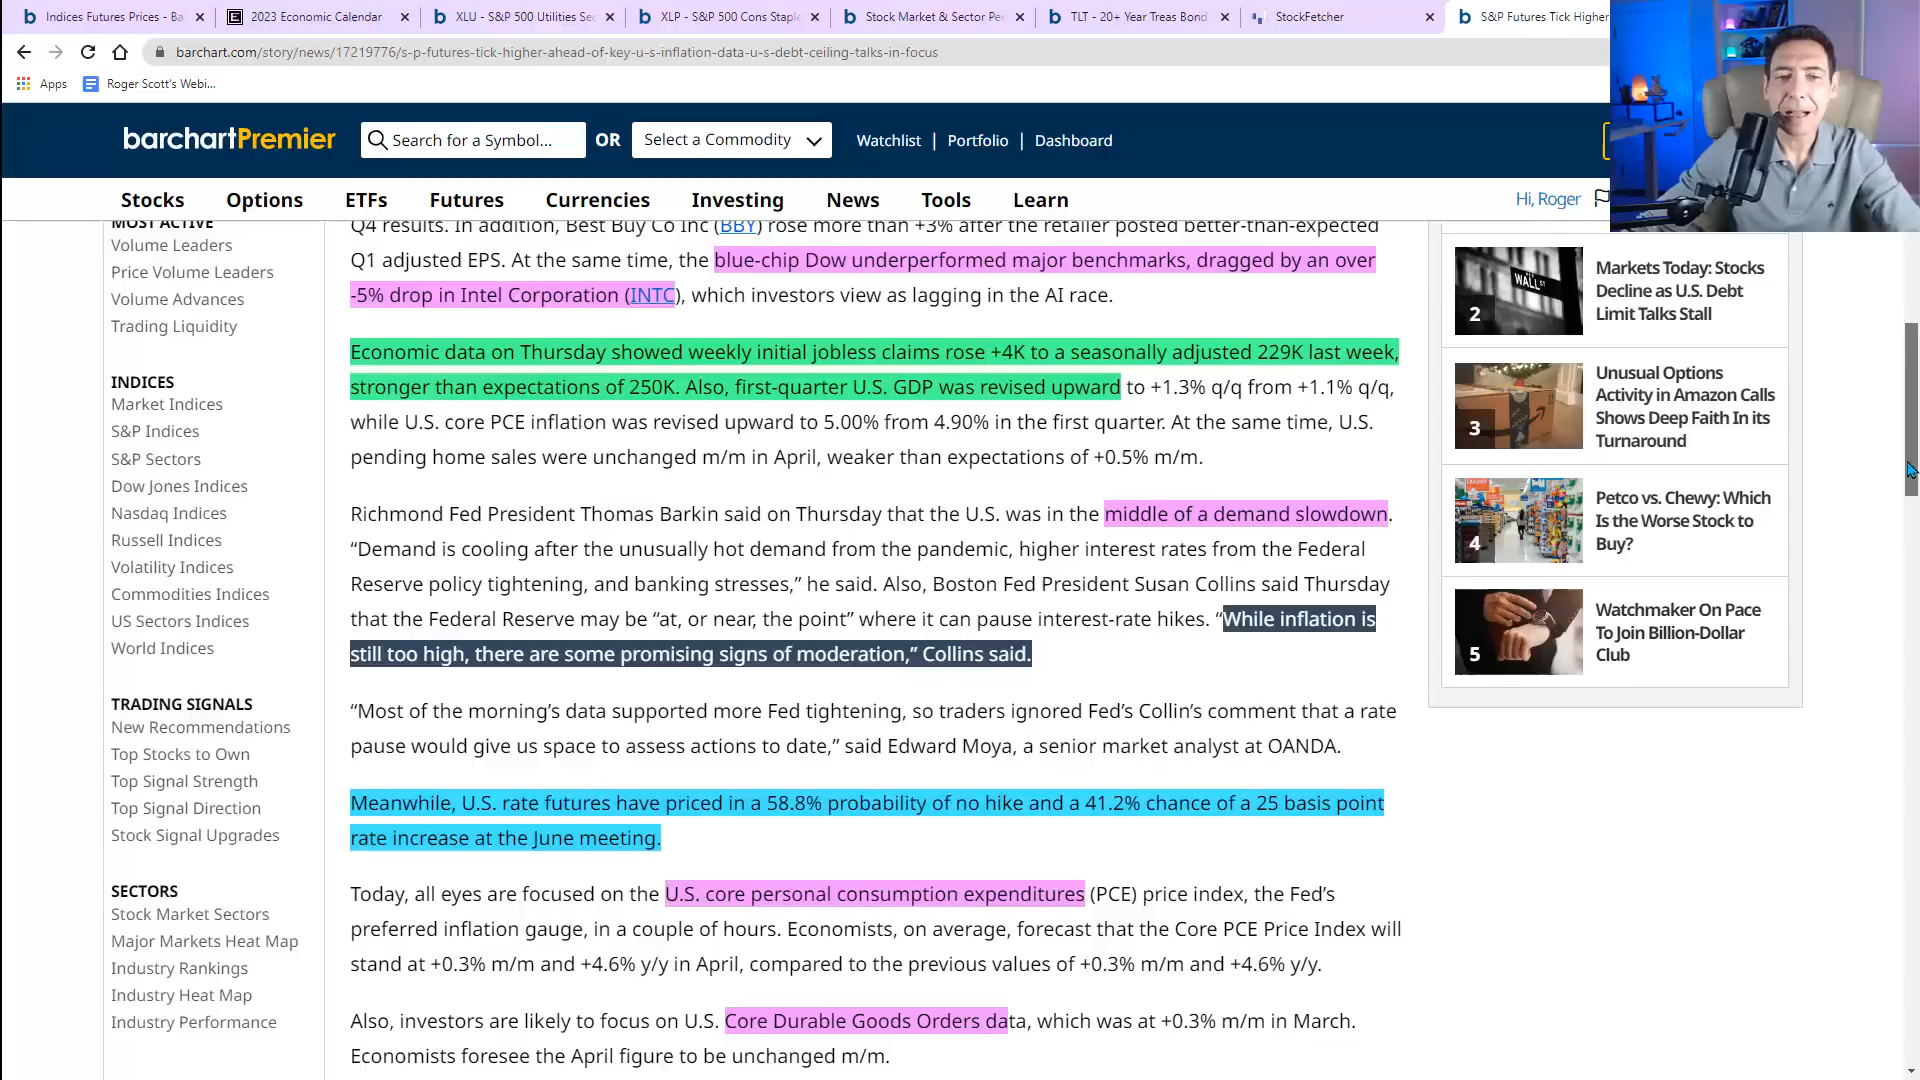 Indices Futures Prices - Ba
2023 Economic Calendar
XLU - S&P 500 Utilities Se
XLP - S&P 500 Cons Staple
Stock Market & Sector Pe
TLT - 20+ Year Treas Bond
StockFetcher
S&P Futures Tick Higher
barchart.com/story/news/17219776/s-p-futures-tick-higher-ahead-of-key-u-s-inflation-data-u-s-debt-ceiling-talks-in-focus
Apps
Roger Scott's Webi...
barchartPremier
Search for a Symbol...
OR
Select a Commodity
Watchlist | Portfolio | Dashboard
Stocks Options ETFs Futures Currencies Investing News Tools Learn
Hi, Roger
MOST ACTIVE
Volume Leaders
Price Volume Leaders
Volume Advances
Trading Liquidity
INDICES
Market Indices
S&P Indices
S&P Sectors
Dow Jones Indices
Nasdaq Indices
Russell Indices
Volatility Indices
Commodities Indices
US Sectors Indices
World Indices
TRADING SIGNALS
New Recommendations
Top Stocks to Own
Top Signal Strength
Top Signal Direction
Stock Signal Upgrades
SECTORS
Stock Market Sectors
Major Markets Heat Map
Industry Rankings
Industry Heat Map
Industry Performance
Q4 results. In addition, Best Buy Co Inc (BBY) rose more than +3% after the retailer posted better-than-expected
Q1 adjusted EPS. At the same time, the blue-chip Dow underperformed major benchmarks, dragged by an over
-5% drop in Intel Corporation (INTC), which investors view as lagging in the AI race.
Economic data on Thursday showed weekly initial jobless claims rose +4K to a seasonally adjusted 229K last week,
stronger than expectations of 250K. Also, first-quarter U.S. GDP was revised upward to +1.3% q/q from +1.1% q/q,
while U.S. core PCE inflation was revised upward to 5.00% from 4.90% in the first quarter. At the same time, U.S.
pending home sales were unchanged m/m in April, weaker than expectations of +0.5% m/m.
Richmond Fed President Thomas Barkin said on Thursday that the U.S. was in the middle of a demand slowdown.
“Demand is cooling after the unusually hot demand from the pandemic, higher interest rates from the Federal
Reserve policy tightening, and banking stresses,” he said. Also, Boston Fed President Susan Collins said Thursday
that the Federal Reserve may be “at, or near, the point” where it can pause interest-rate hikes. “While inflation is
still too high, there are some promising signs of moderation,” Collins said.
“Most of the morning’s data supported more Fed tightening, so traders ignored Fed’s Collin’s comment that a rate
pause would give us space to assess actions to date,” said Edward Moya, a senior market analyst at OANDA.
Meanwhile, U.S. rate futures have priced in a 58.8% probability of no hike and a 41.2% chance of a 25 basis point
rate increase at the June meeting.
Today, all eyes are focused on the U.S. core personal consumption expenditures (PCE) price index, the Fed’s
preferred inflation gauge, in a couple of hours. Economists, on average, forecast that the Core PCE Price Index will
stand at +0.3% m/m and +4.6% y/y in April, compared to the previous values of +0.3% m/m and +4.6% y/y.
Also, investors are likely to focus on U.S. Core Durable Goods Orders data, which was at +0.3% m/m in March.
Economists foresee the April figure to be unchanged m/m.
WALL ST
2
Markets Today: Stocks
Decline as U.S. Debt
Limit Talks Stall
3
Unusual Options
Activity in Amazon Calls
Shows Deep Faith In its
Turnaround
4
Petco vs. Chewy: Which
Is the Worse Stock to
Buy?
5
Watchmaker On Pace
To Join Billion-Dollar
Club